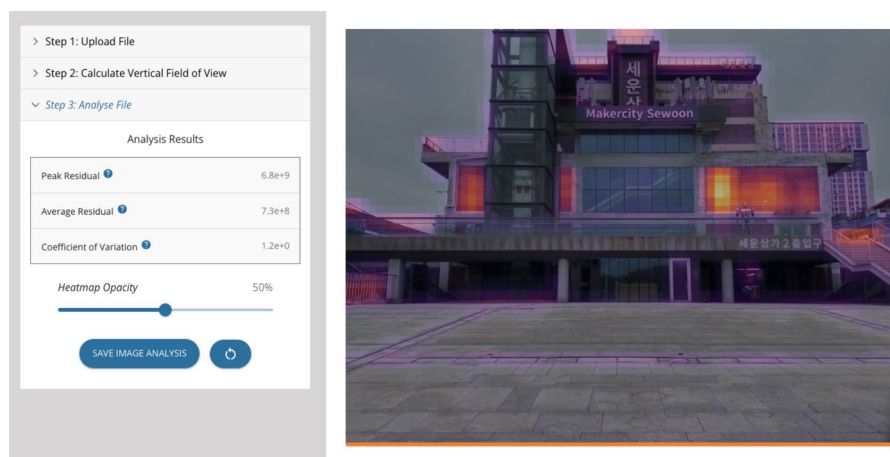 Step 1: Upload File
Step 2: Calculate Vertical Field of View
Step 3: Analyse File
Analysis Results
Peak Residual ? 6.8e+9
Average Residual ? 7.3e+8
Coefficient of Variation ? 1.2e+0
Heatmap Opacity 50%
SAVE IMAGE ANALYSIS
세
운
상
Makercity Sewoon
세운상가2층입구